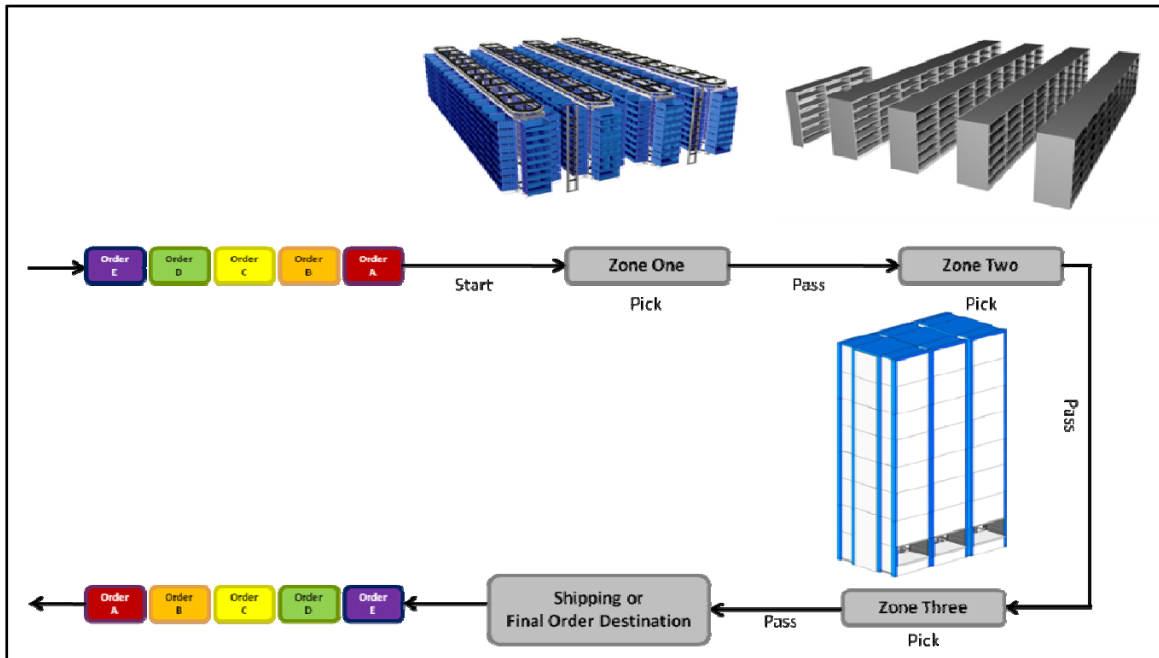 Order
E
Order
D
Order
C
Order
B
Order
A
Start
Zone One
Pick
Pass
Zone Two
Pick
Pass
Zone Three
Pick
Pass
Shipping or
Final Order Destination
Order
A
Order
B
Order
C
Order
D
Order
E